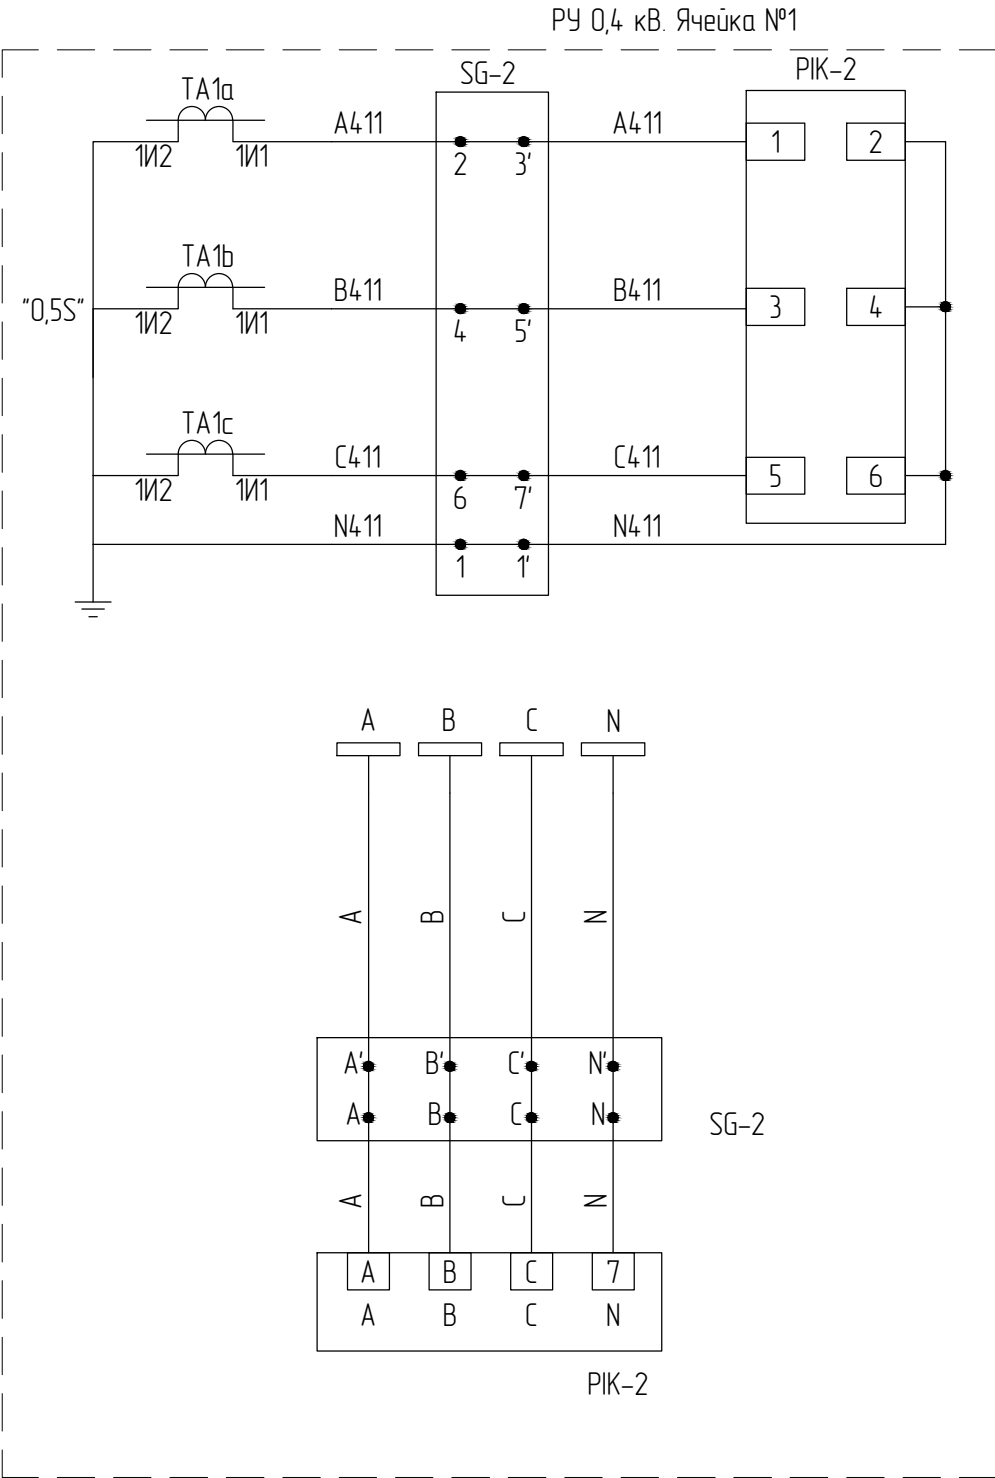 РУ 0,4 кВ. Ячейка №1
SG-2 PIK-2
TA1a
A411 A411
1И2 1И1
1 2
2 3'
TA1b
B411 B411
"0,5S"
1И2 1И1
3 4
4 5'
TA1c
C411 C411
1И2 1И1
5 6
6 7'
N411 N411
1 1'
A B C N
A B C N
A' B' C' N'
A B C N
SG-2
A B C N
A B C 7
A B C N
PIK-2